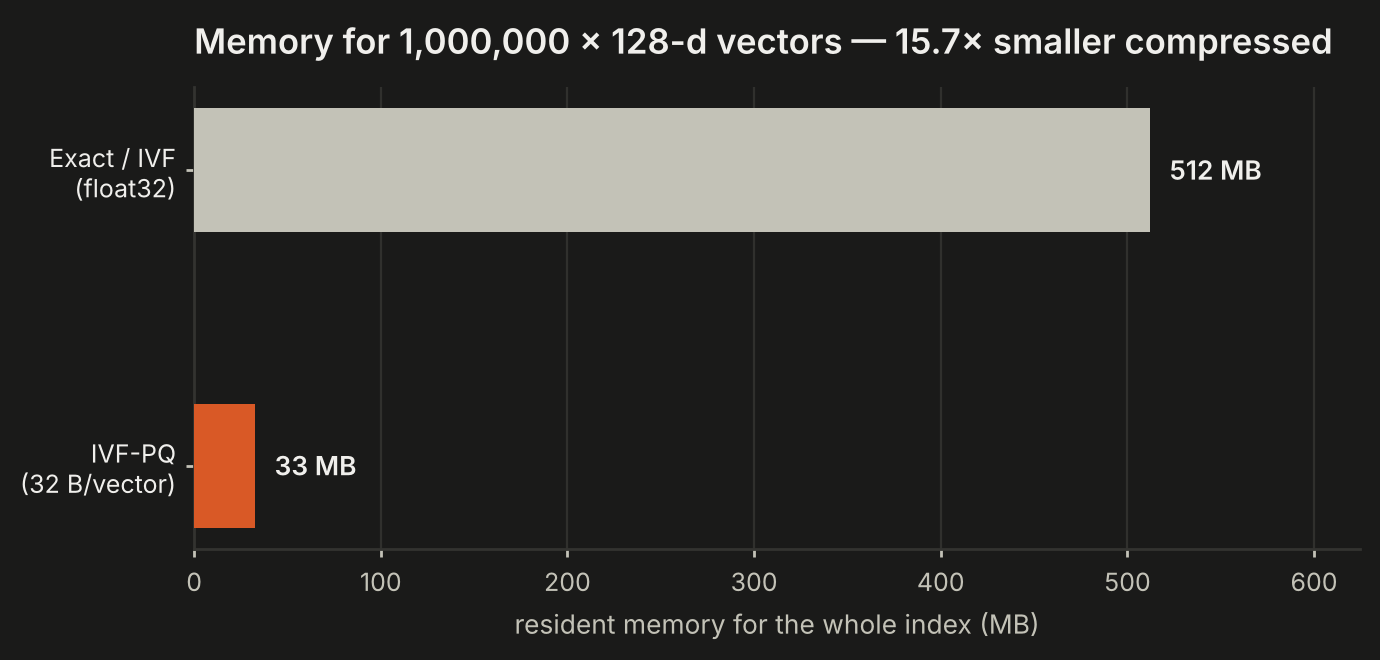 Memory for 1,000,000 × 128-d vectors — 15.7× smaller compressed
Exact / IVF
(float32)
512 MB
IVF-PQ
(32 B/vector)
33 MB
0 100 200 300 400 500 600
resident memory for the whole index (MB)